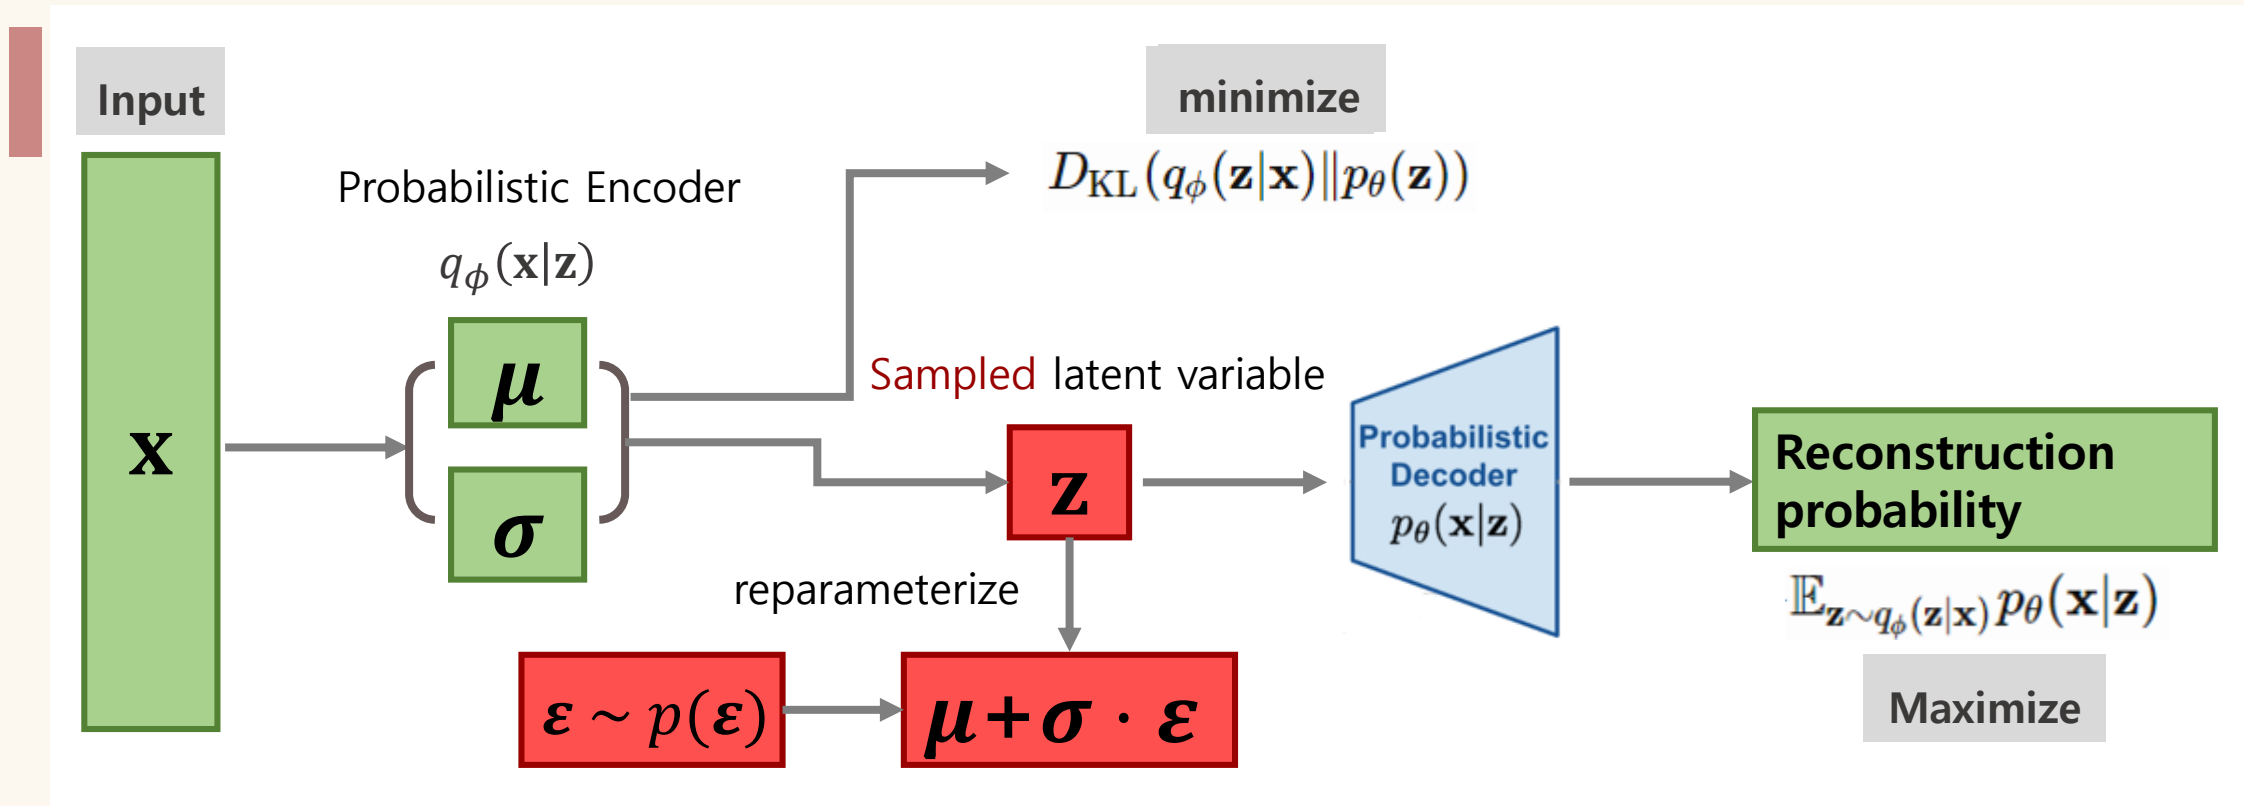 Input
x
Probabilistic Encoder
q_ϕ(x|z)
μ
σ
minimize
D_KL(q_ϕ(z|x)‖p_θ(z))
Sampled latent variable
z
reparameterize
ε ~ p(ε)
μ+σ · ε
Probabilistic
Decoder
p_θ(x|z)
Reconstruction
probability
𝔼_z∼q_ϕ(z|x) p_θ(x|z)
Maximize